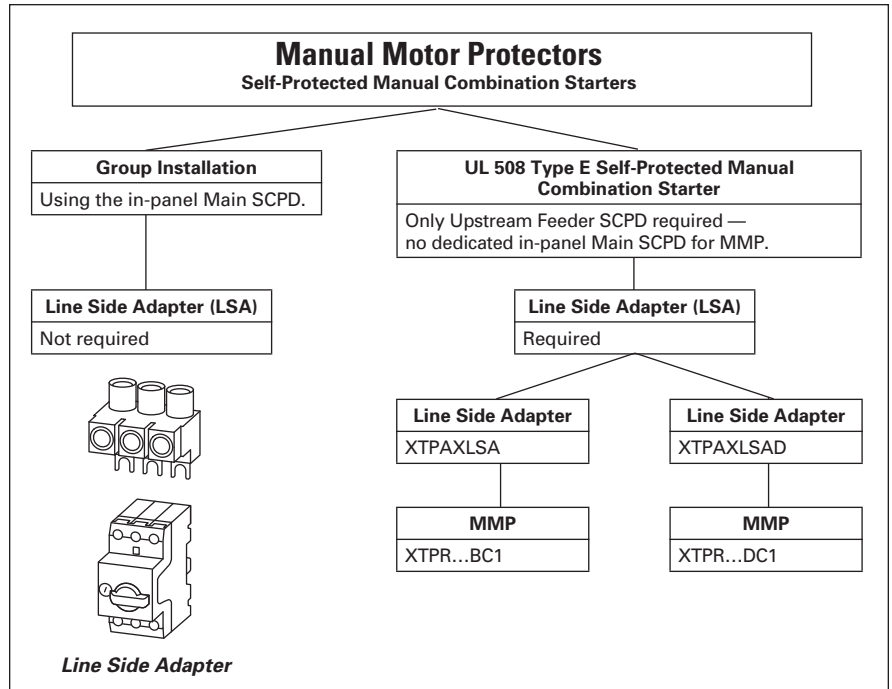 Manual Motor Protectors
Self-Protected Manual Combination Starters
Group Installation
Using the in-panel Main SCPD.
UL 508 Type E Self-Protected Manual
Combination Starter
Only Upstream Feeder SCPD required —
no dedicated in-panel Main SCPD for MMP.
Line Side Adapter (LSA)
Not required
Line Side Adapter (LSA)
Required
Line Side Adapter
XTPAXLSA
Line Side Adapter
XTPAXLSAD
MMP
XTPR...BC1
MMP
XTPR...DC1
Line Side Adapter